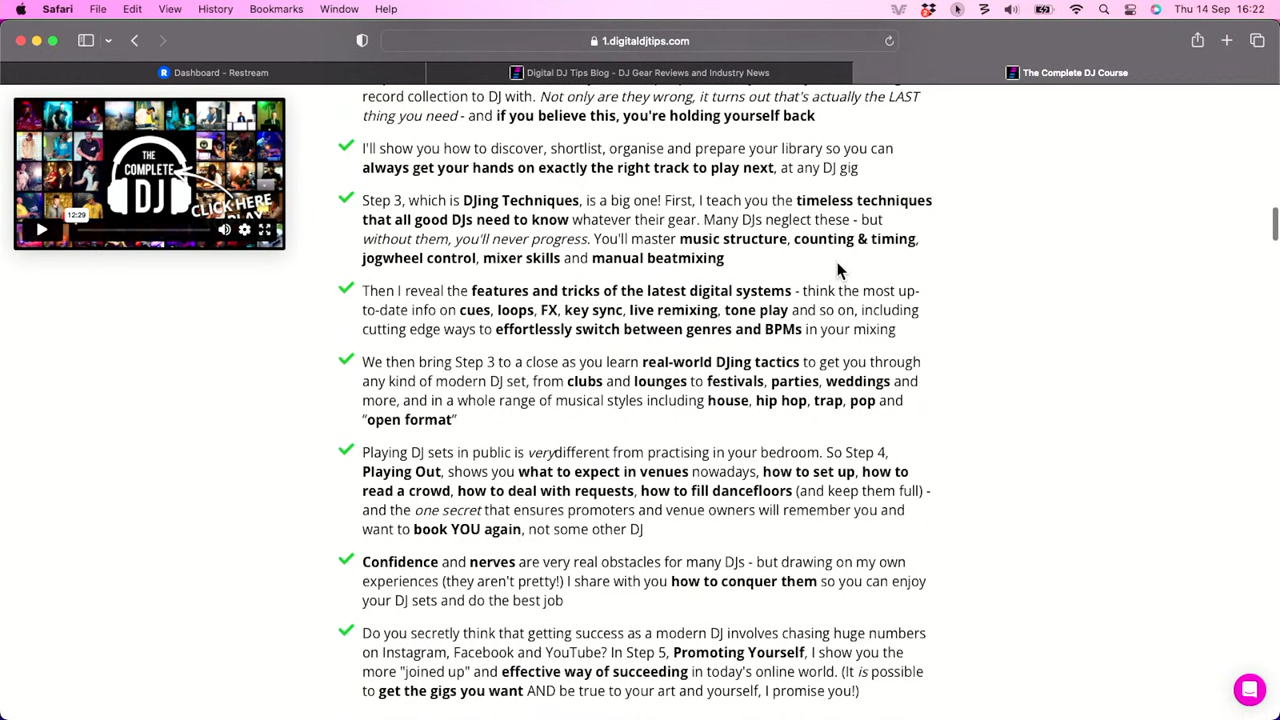 Safari File Edit View History Bookmarks Window Help Thu 14 Sep 16:22
1.digitaldjtips.com
Dashboard - Restream
Digital DJ Tips Blog - DJ Gear Reviews and Industry News
The Complete DJ Course
record collection to DJ with. Not only are they wrong, it turns out that's actually the LAST
thing you need - and if you believe this, you're holding yourself back
THE
COMPLETE
DJ
CLICK HERE
PLAY
12:29
I'll show you how to discover, shortlist, organise and prepare your library so you can
always get your hands on exactly the right track to play next, at any DJ gig
Step 3, which is DJing Techniques, is a big one! First, I teach you the timeless techniques
that all good DJs need to know whatever their gear. Many DJs neglect these - but
without them, you'll never progress. You'll master music structure, counting & timing,
jogwheel control, mixer skills and manual beatmixing
Then I reveal the features and tricks of the latest digital systems - think the most up-
to-date info on cues, loops, FX, key sync, live remixing, tone play and so on, including
cutting edge ways to effortlessly switch between genres and BPMs in your mixing
We then bring Step 3 to a close as you learn real-world DJing tactics to get you through
any kind of modern DJ set, from clubs and lounges to festivals, parties, weddings and
more, and in a whole range of musical styles including house, hip hop, trap, pop and
"open format"
Playing DJ sets in public is verydifferent from practising in your bedroom. So Step 4,
Playing Out, shows you what to expect in venues nowadays, how to set up, how to
read a crowd, how to deal with requests, how to fill dancefloors (and keep them full) -
and the one secret that ensures promoters and venue owners will remember you and
want to book YOU again, not some other DJ
Confidence and nerves are very real obstacles for many DJs - but drawing on my own
experiences (they aren't pretty!) I share with you how to conquer them so you can enjoy
your DJ sets and do the best job
Do you secretly think that getting success as a modern DJ involves chasing huge numbers
on Instagram, Facebook and YouTube? In Step 5, Promoting Yourself, I show you the
more "joined up" and effective way of succeeding in today's online world. (It is possible
to get the gigs you want AND be true to your art and yourself, I promise you!)